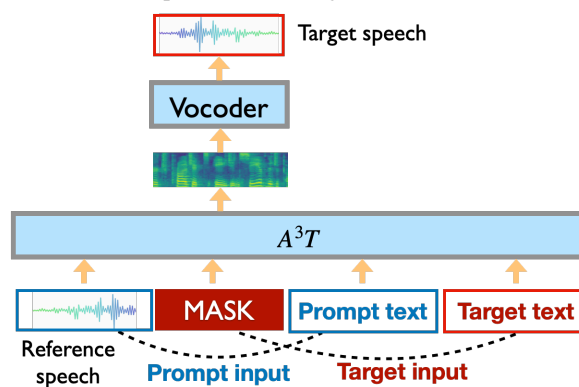 Target speech
Vocoder
A³T
MASK
Prompt text
Target text
Reference
speech
Prompt input
Target input